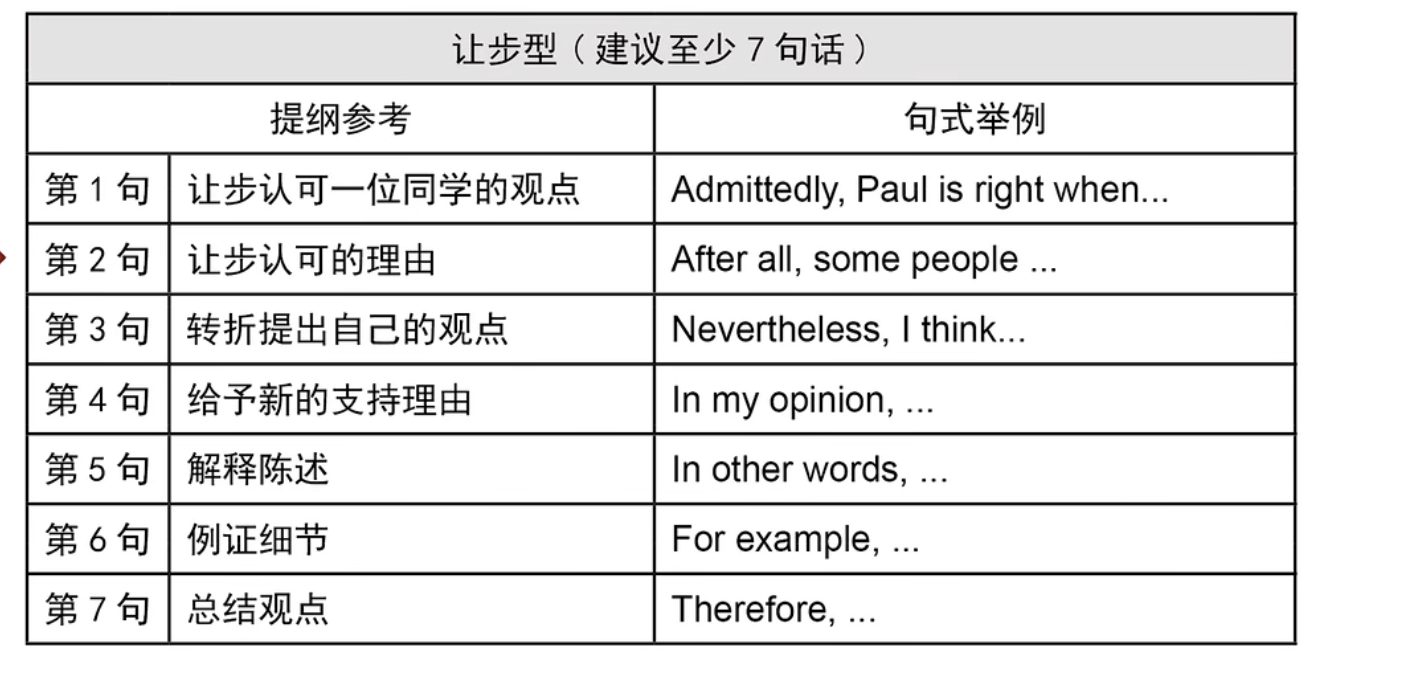 让步型（建议至少 7 句话）
提纲参考 句式举例
第 1 句 让步认可一位同学的观点 Admittedly, Paul is right when...
第 2 句 让步认可的理由 After all, some people ...
第 3 句 转折提出自己的观点 Nevertheless, I think...
第 4 句 给予新的支持理由 In my opinion, ...
第 5 句 解释陈述 In other words, ...
第 6 句 例证细节 For example, ...
第 7 句 总结观点 Therefore, ...